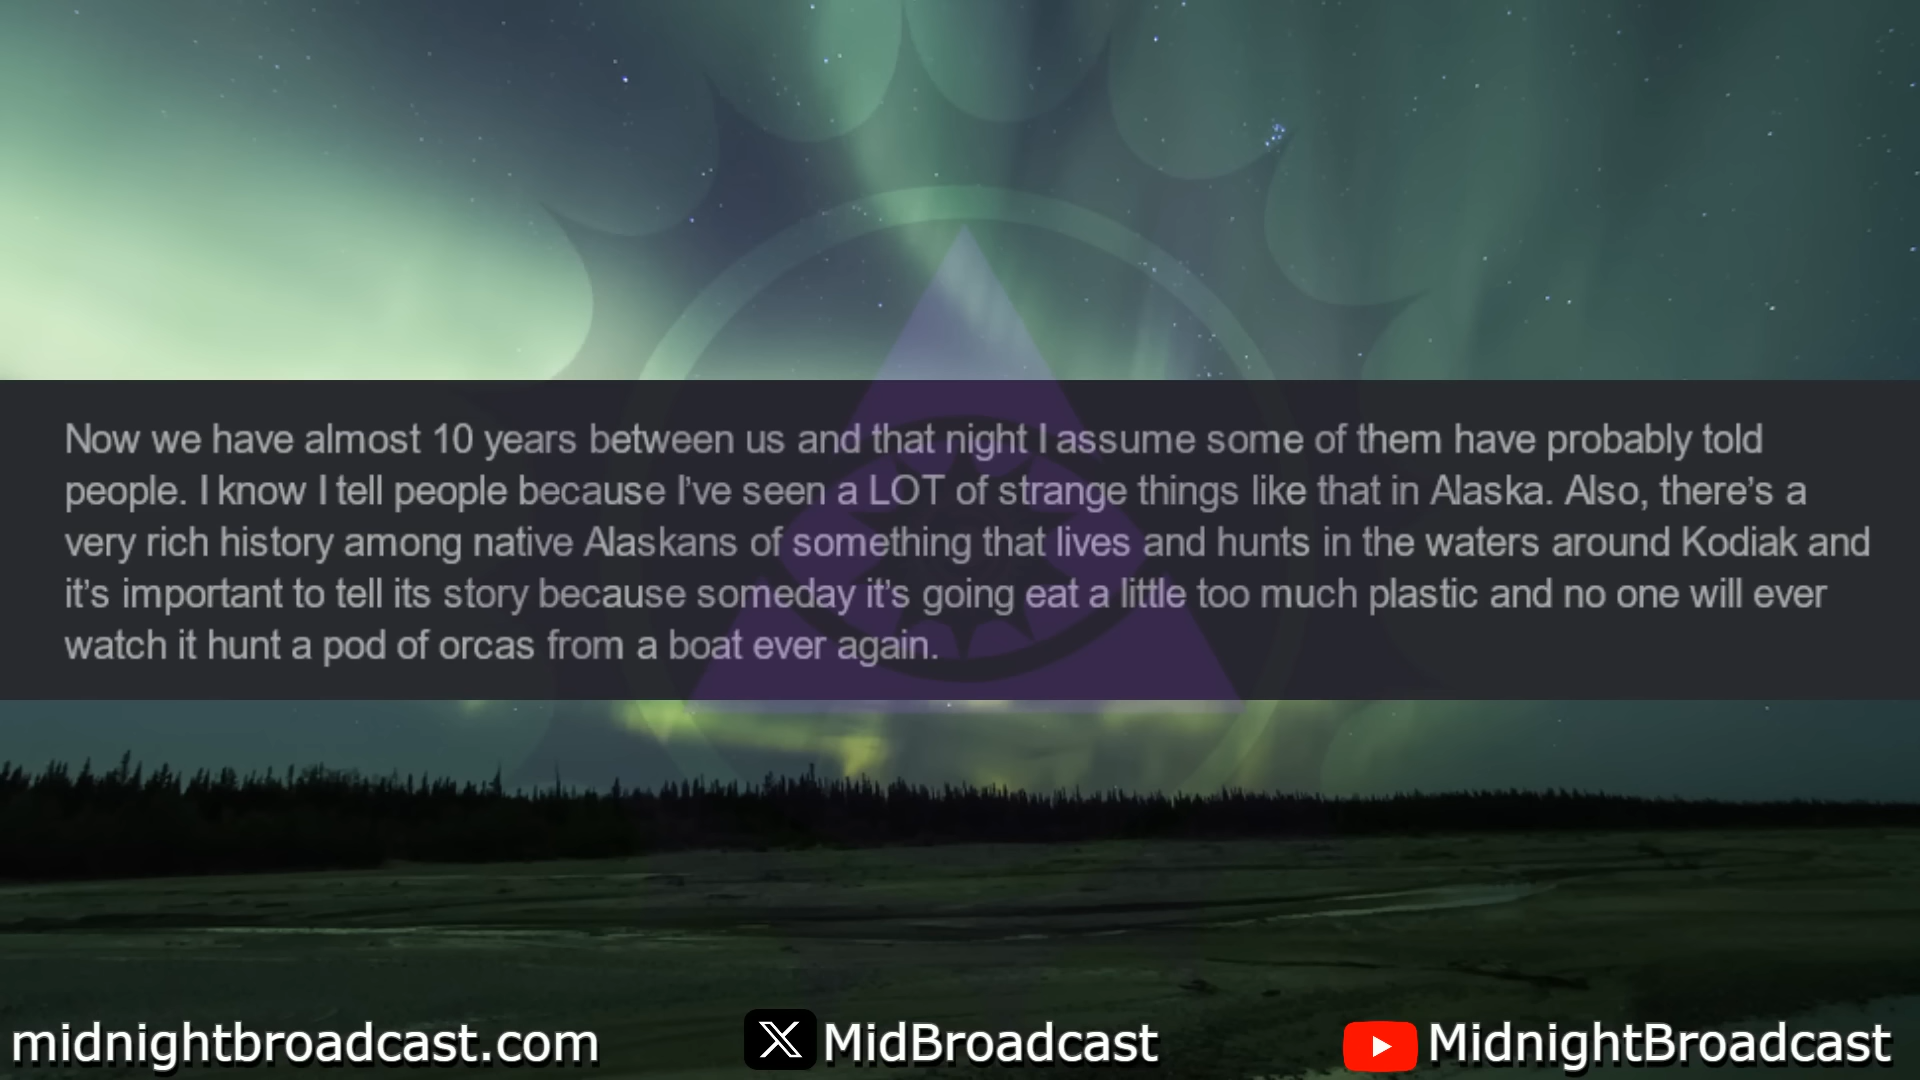 Now we have almost 10 years between us and that night I assume some of them have probably told
people. I know I tell people because I've seen a LOT of strange things like that in Alaska. Also, there's a
very rich history among native Alaskans of something that lives and hunts in the waters around Kodiak and
it's important to tell its story because someday it's going eat a little too much plastic and no one will ever
watch it hunt a pod of orcas from a boat ever again.
midnightbroadcast.com
MidBroadcast
MidnightBroadcast